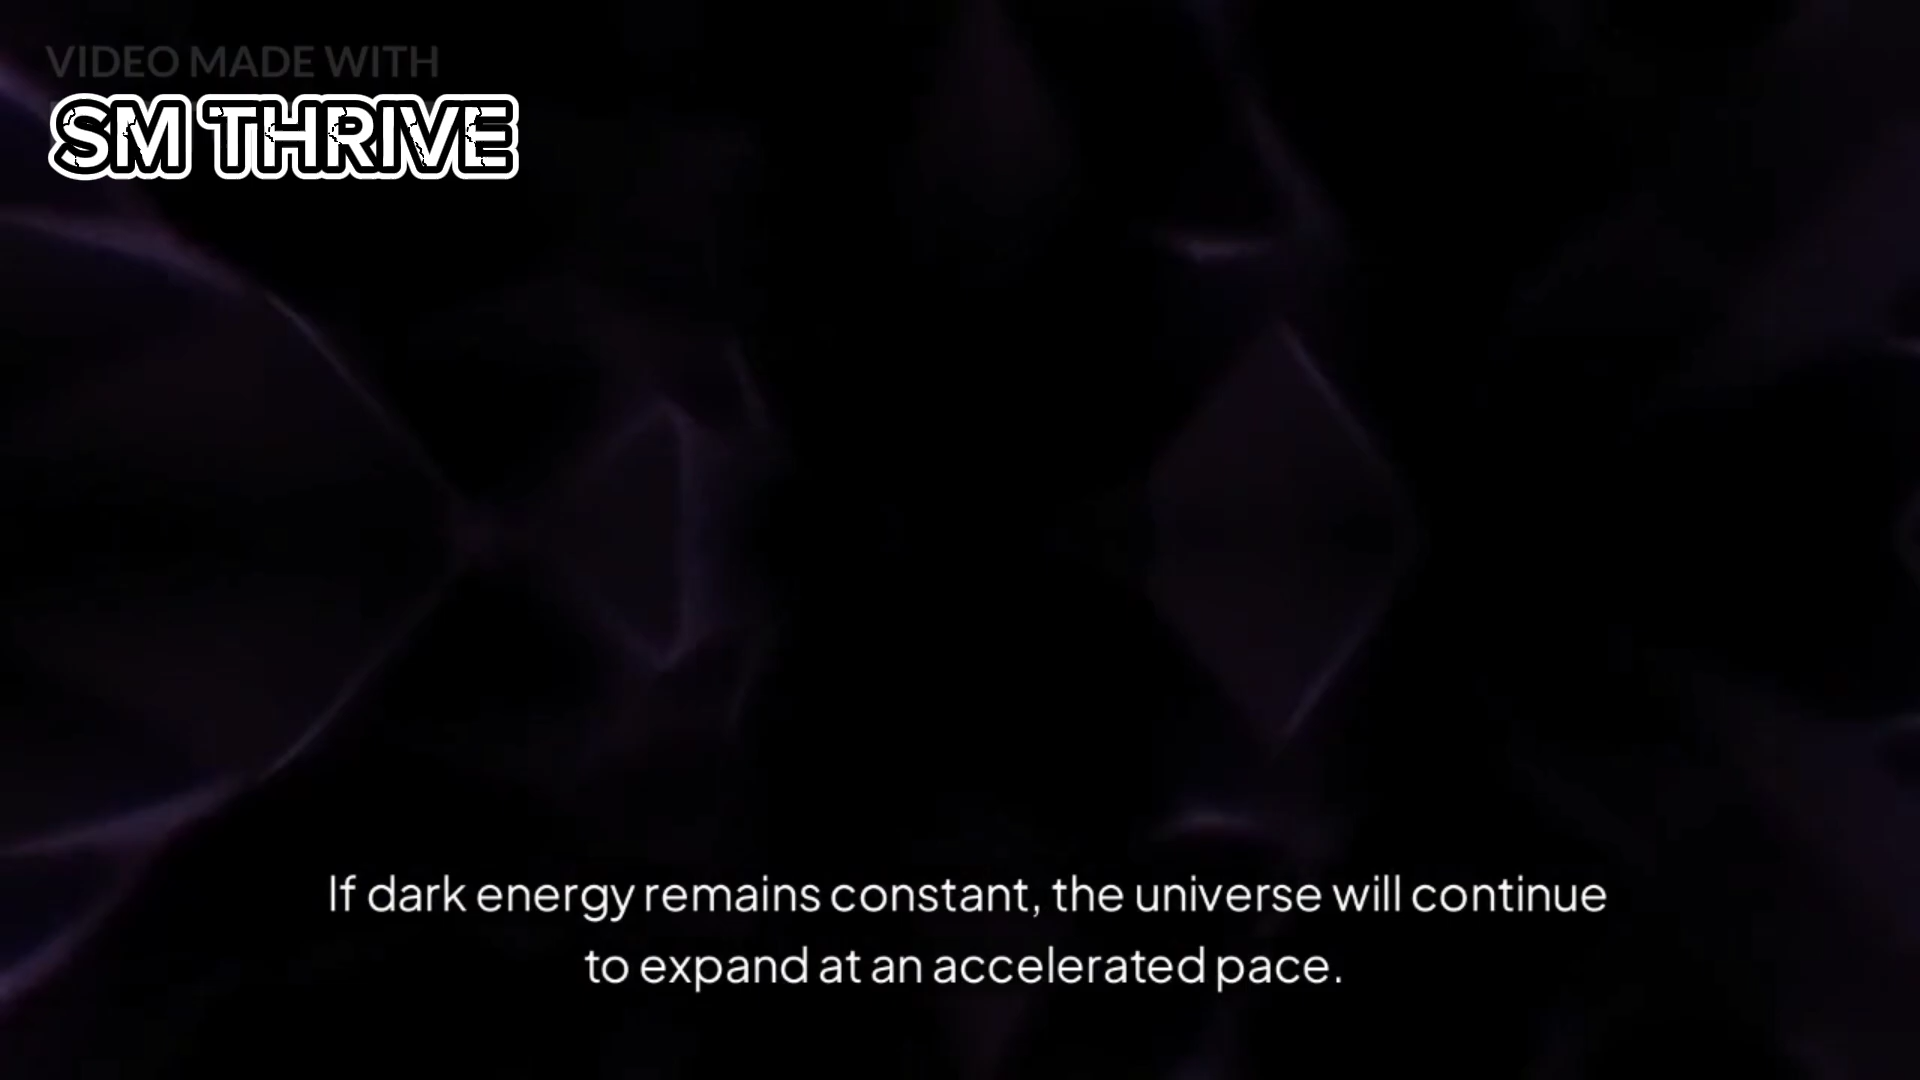 VIDEO MADE WITH
SM THRIVE
If dark energy remains constant, the universe will continue
to expand at an accelerated pace.